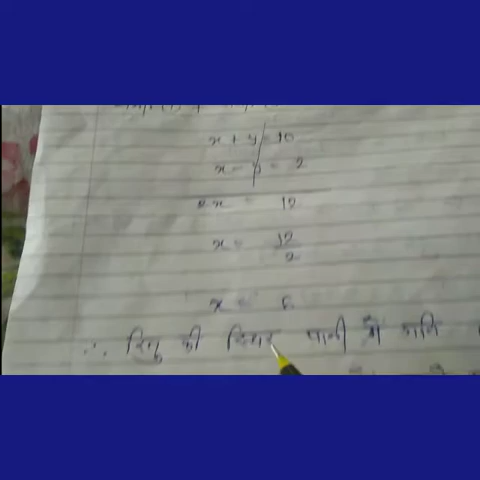 x + y = 10
x - y = 2
2x = 12
x = 12/2
x = 6
∴ रितु की स्थिर पानी में गति